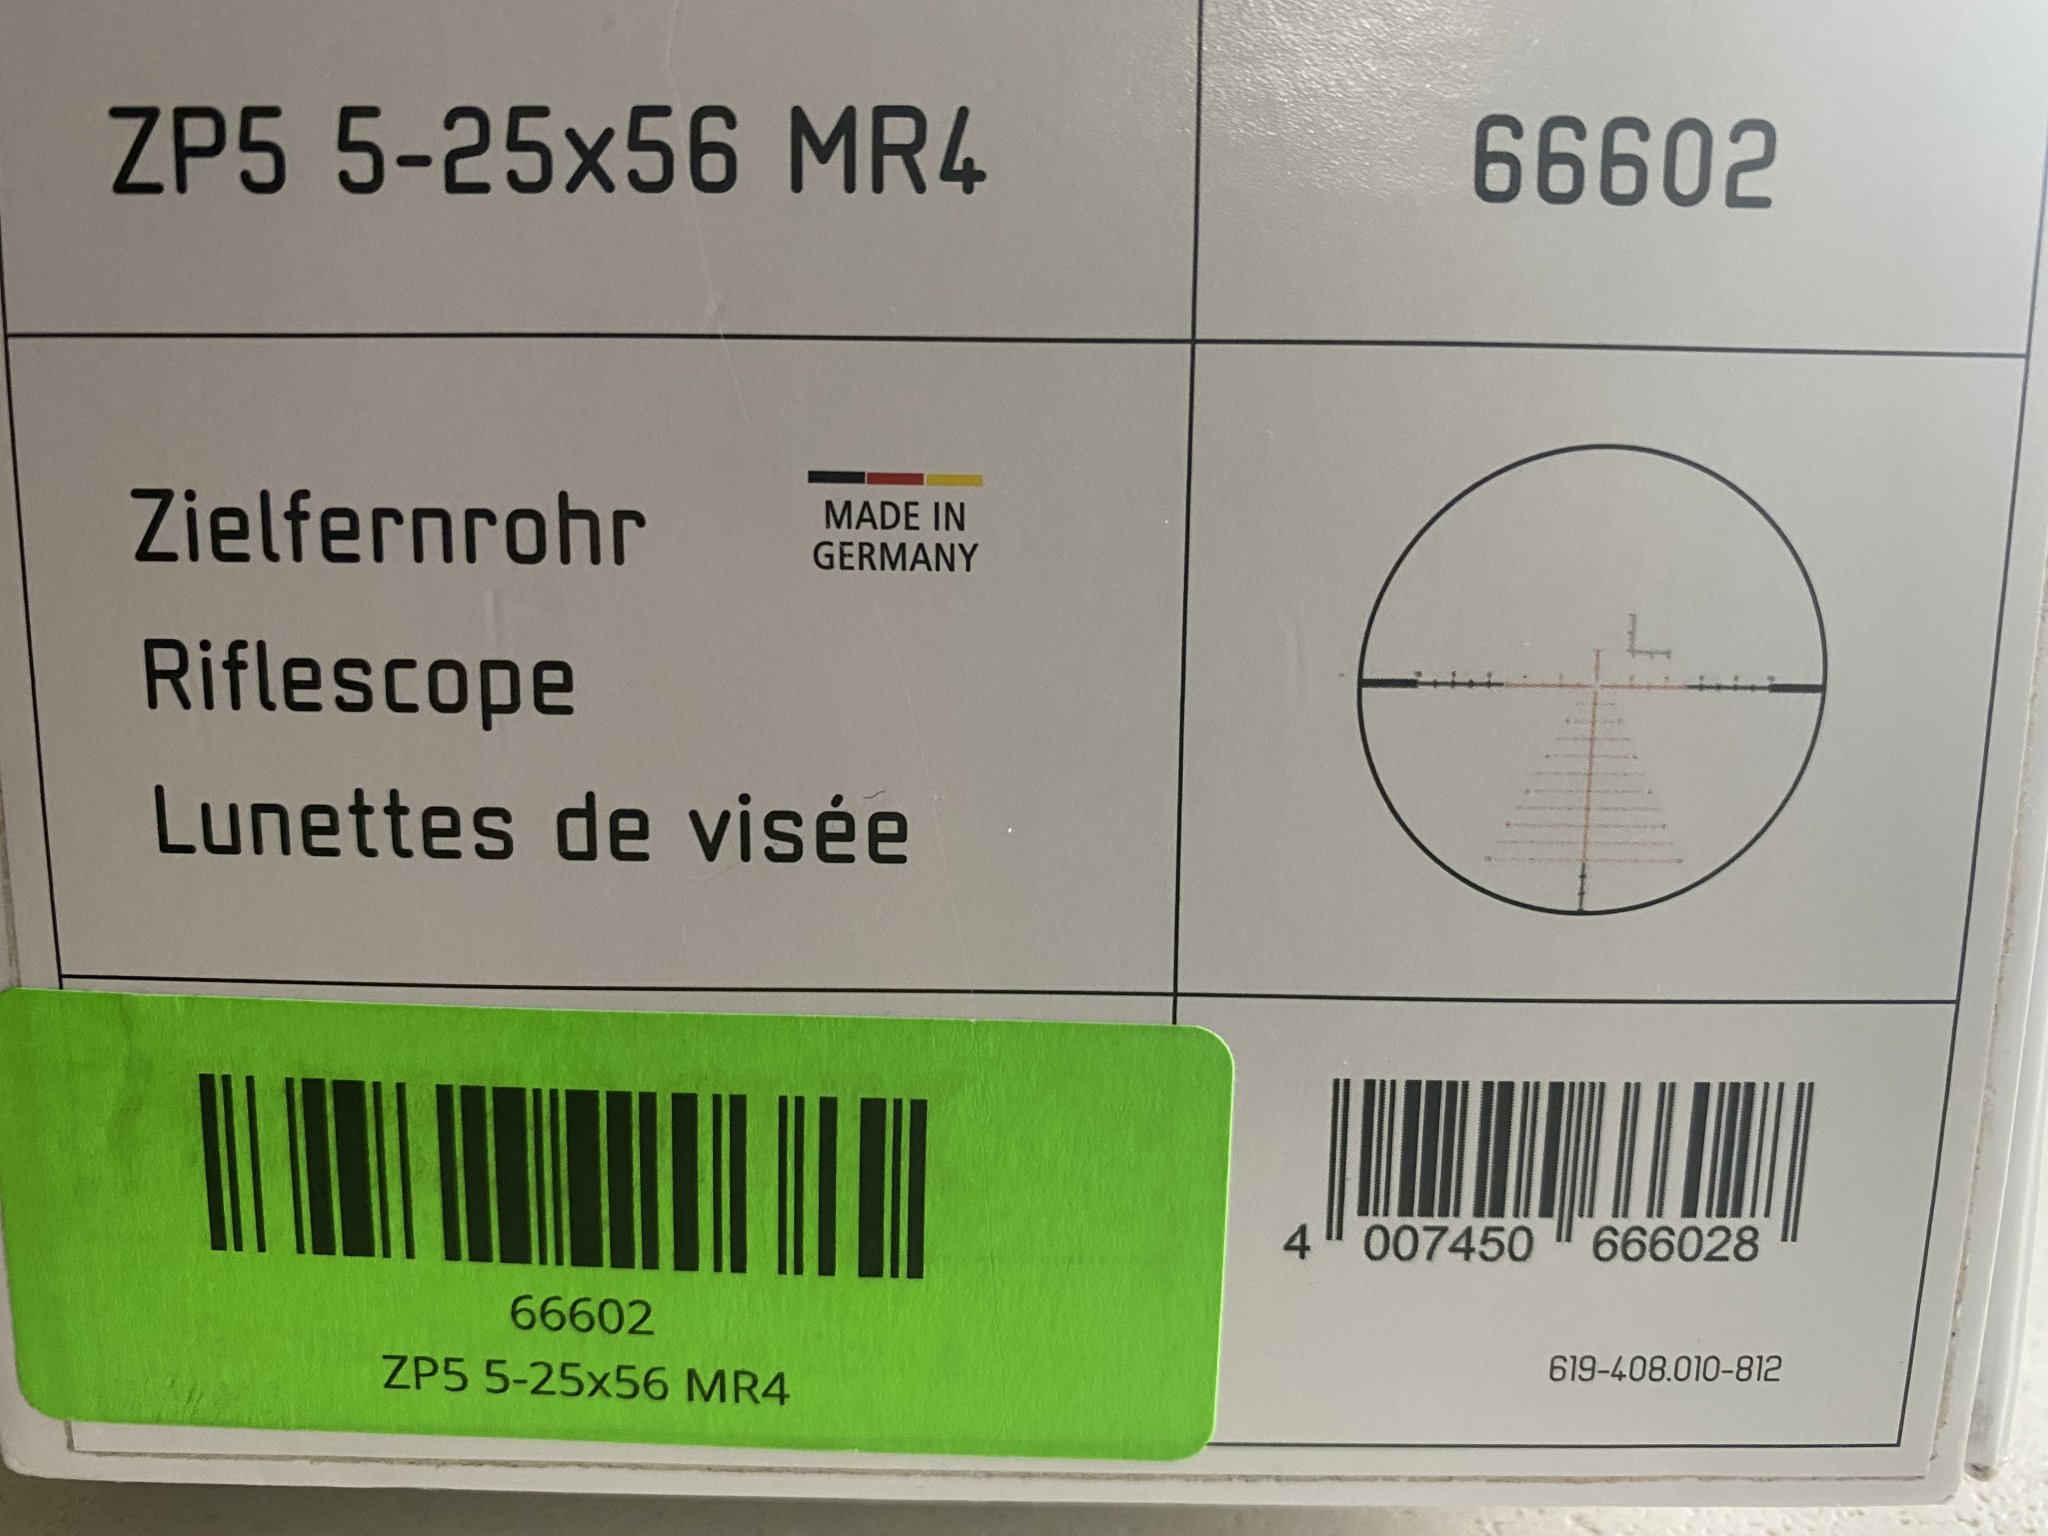 ZP5 5-25x56 MR4
66602
Zielfernrohr
MADE IN
GERMANY
Riflescope
Lunettes de visée
66602
ZP5 5-25x56 MR4
4 007450 666028
619-408.010-812